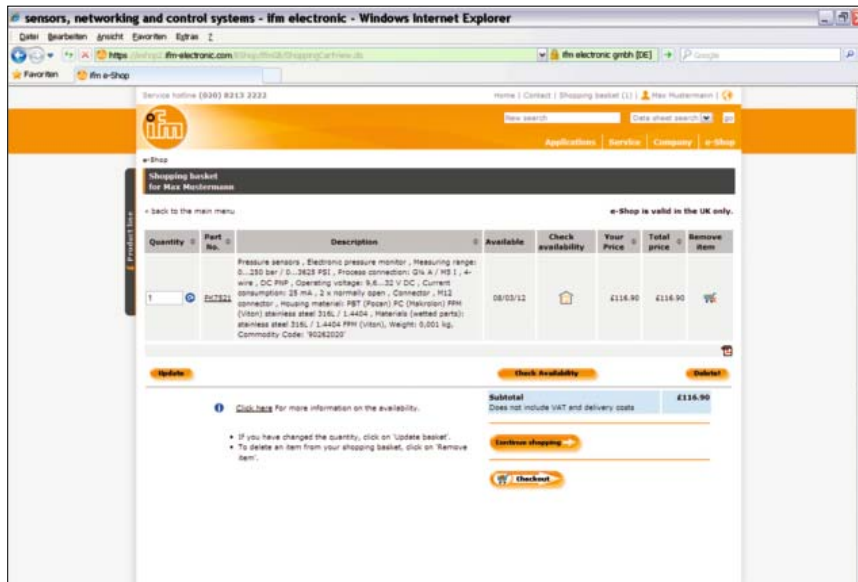 sensors, networking and control systems - ifm electronic - Windows Internet Explorer
Datei Bearbeiten Ansicht Favoriten Extras ?
https ifm-electronic.com ifm electronic gmbh [DE] Google
Favoriten ifm e-Shop
Service hotline (020) 8213 2222 Home | Contact | Shopping basket (1) | Max Mustermann |
ifm New search Data sheet search go
Applications Service Company e-Shop
e-Shop
Shopping basket
for Max Mustermann
Product line
< back to the main menu e-Shop is valid in the UK only.
Quantity Part No. Description Available Check availability Your Price Total price Remove item
Pressure sensors , Electronic pressure monitor , Measuring range:
0...250 bar / 0...3625 PSI , Process connection: G¼ A / M5 I , 4-
wire , DC PNP , Operating voltage: 9,6...32 V DC , Current
consumption: 25 mA , 2 x normally open , Connector , M12
1 PK7521 connector , Housing material: PBT (Pocan) PC (Makrolon) FPM 08/03/12 £116.90 £116.90
(Viton) stainless steel 316L / 1.4404 , Materials (wetted parts):
stainless steel 316L / 1.4404 FPM (Viton), Weight: 0,001 kg,
Commodity Code: '90262020'
Update Check Availability Delete!
Subtotal £116.90
Does not include VAT and delivery costs
Click here For more information on the availability.
• If you have changed the quantity, click on 'Update basket'.
• To delete an item from your shopping basket, click on 'Remove
item'.
Continue shopping
Checkout